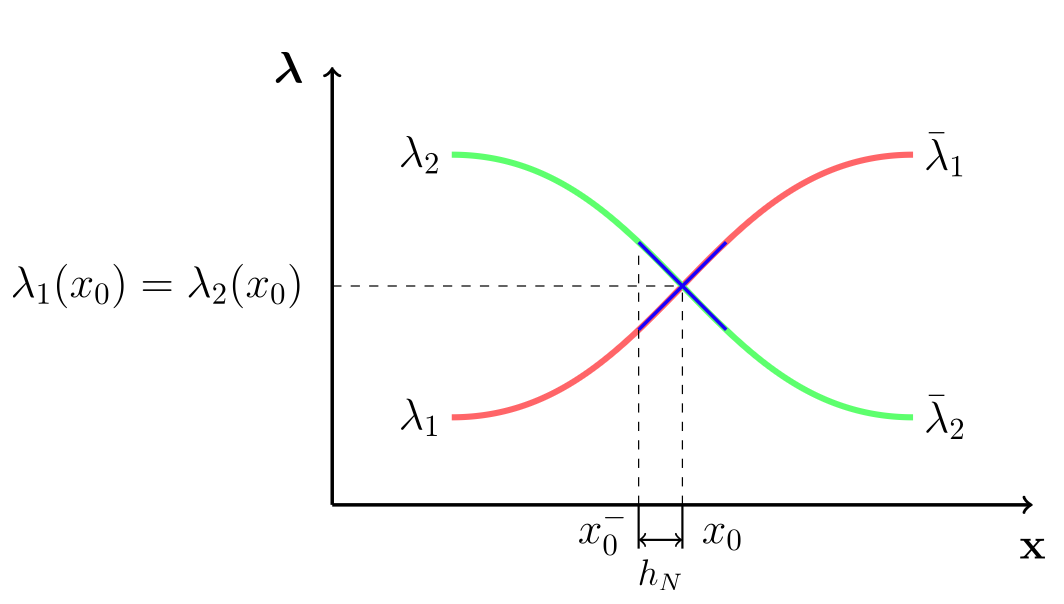 λ
λ₂
λ̄₁
λ₁(x₀) = λ₂(x₀)
λ₁
λ̄₂
x₀⁻
x₀
x
h_N